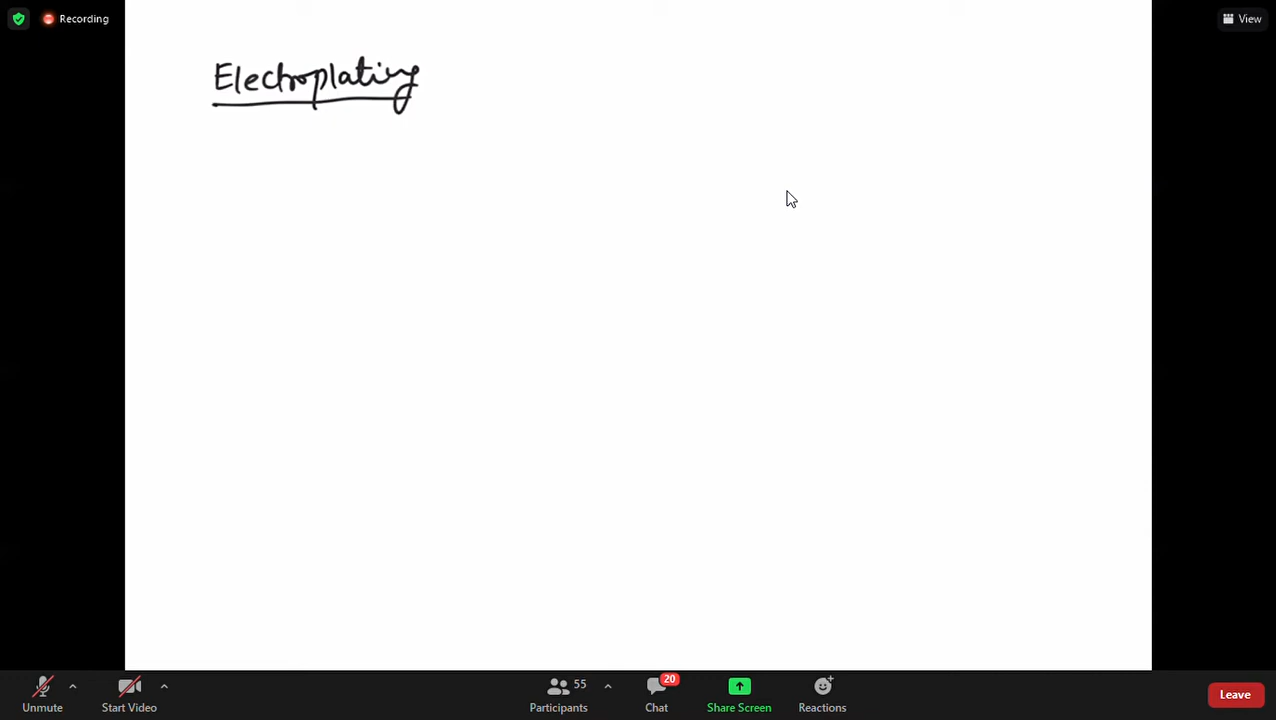 Recording
View
Electroplating
Unmute
Start Video
55
Participants
20
Chat
Share Screen
Reactions
Leave